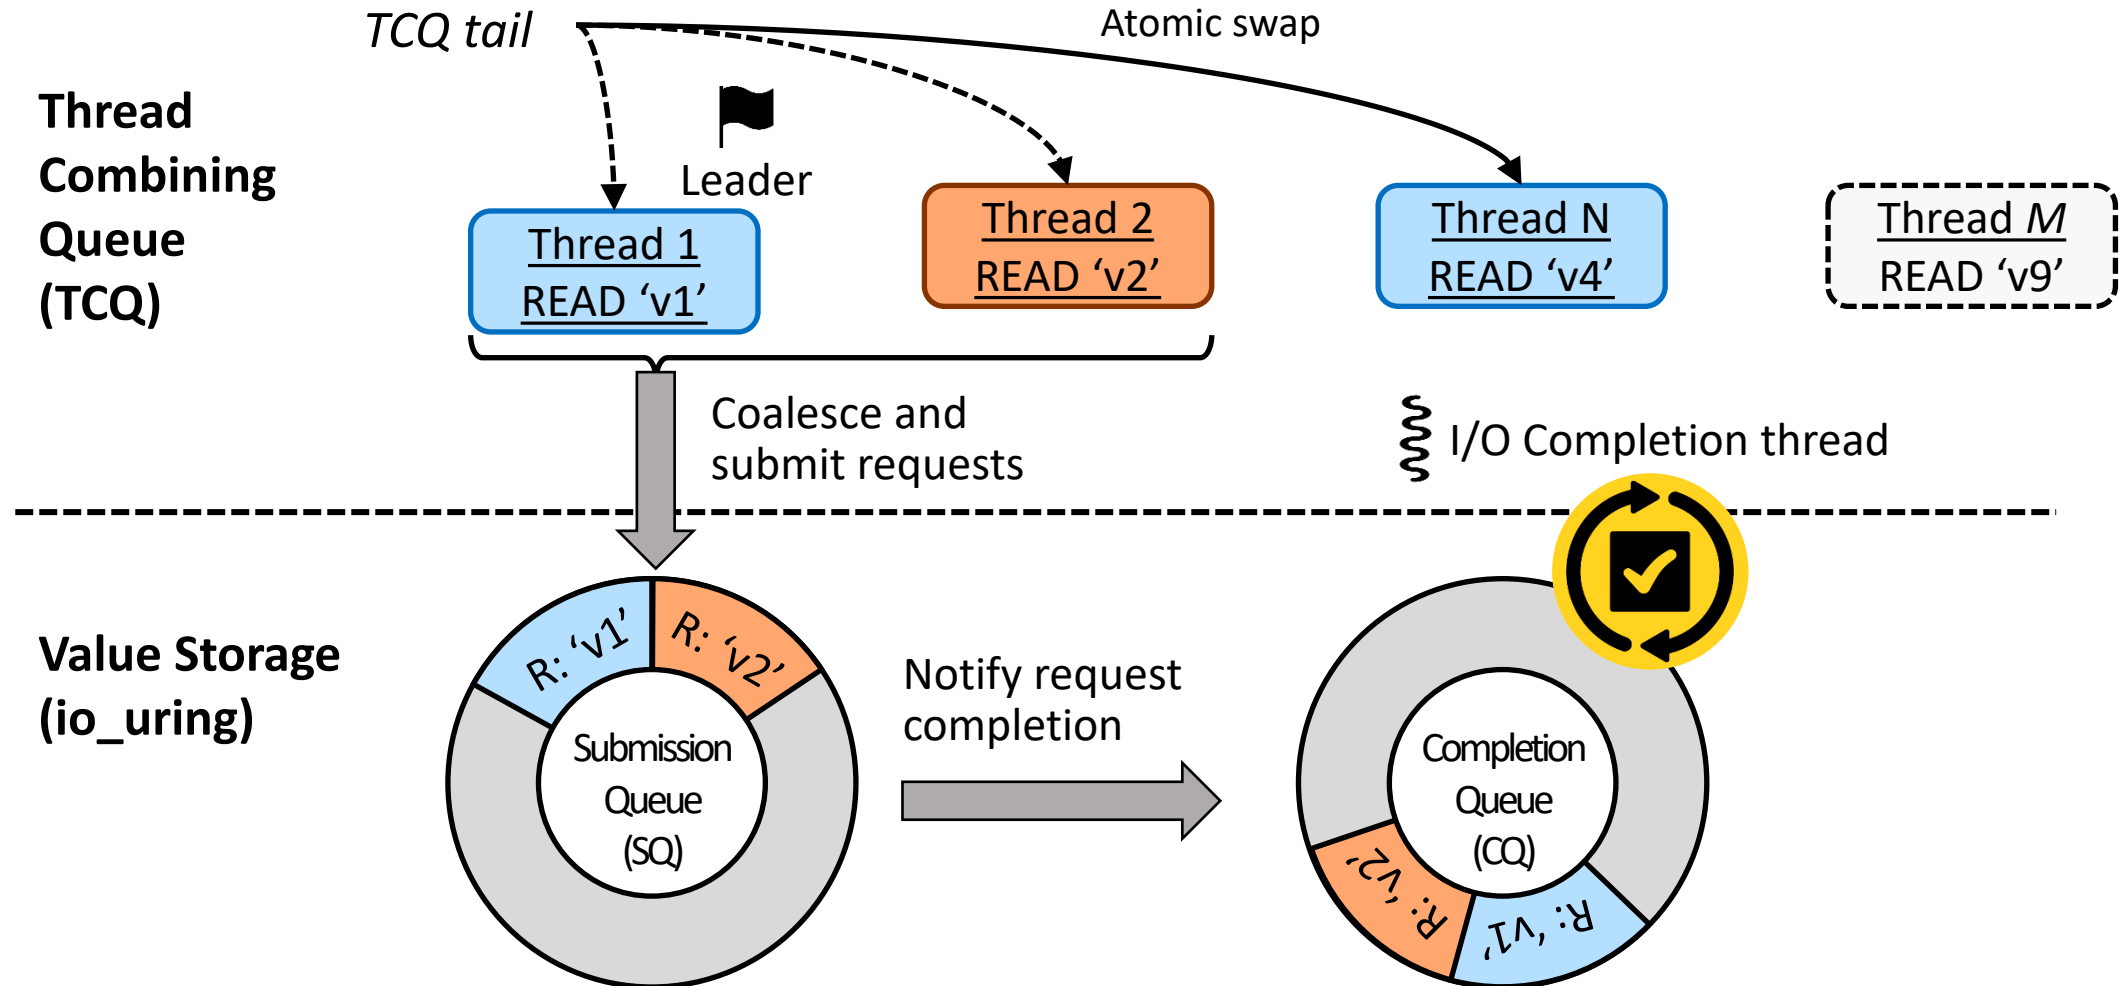 TCQ tail
Atomic swap
Thread
Combining
Queue
(TCQ)
Leader
Thread 1
READ ‘v1’
Thread 2
READ ‘v2’
Thread N
READ ‘v4’
Thread M
READ ‘v9’
Coalesce and
submit requests
I/O Completion thread
Value Storage
(io_uring)
R: ‘v1’
R: ‘v2’
Submission
Queue
(SQ)
Notify request
completion
Completion
Queue
(CQ)
R: ‘v2’
R: ‘v1’